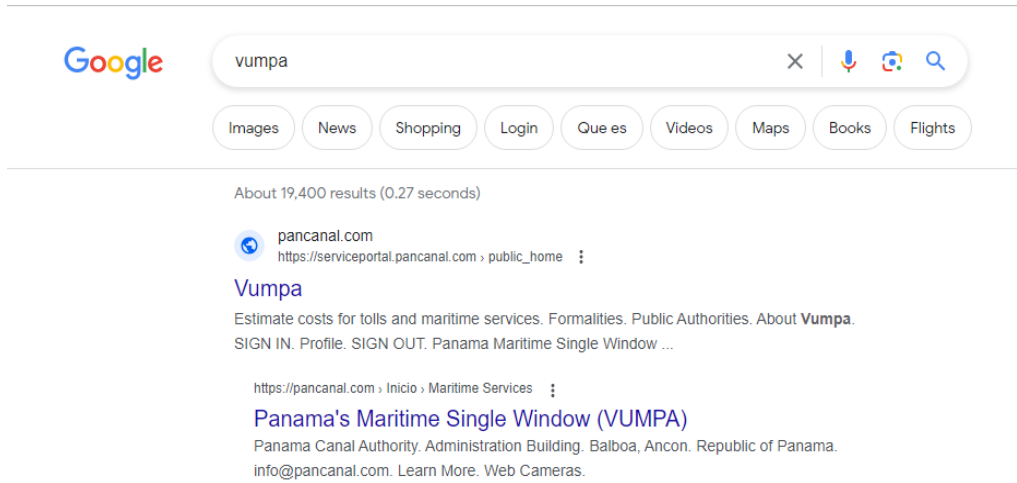 Google
vumpa
Images News Shopping Login Que es Videos Maps Books Flights
About 19,400 results (0.27 seconds)
pancanal.com
https://serviceportal.pancanal.com › public_home
Vumpa
Estimate costs for tolls and maritime services. Formalities. Public Authorities. About Vumpa.
SIGN IN. Profile. SIGN OUT. Panama Maritime Single Window ...
https://pancanal.com › Inicio › Maritime Services
Panama's Maritime Single Window (VUMPA)
Panama Canal Authority. Administration Building. Balboa, Ancon. Republic of Panama.
info@pancanal.com. Learn More. Web Cameras.